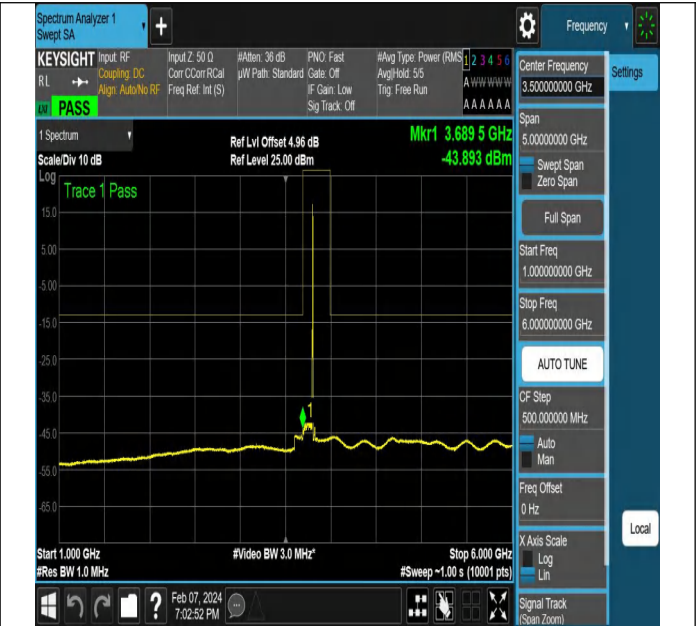 Spectrum Analyzer 1
Swept SA
+
Frequency
KEYSIGHT
RL
LXI
PASS
Input: RF
Coupling: DC
Align: Auto/No RF
Input Z: 50 Ω
Corr CCorr RCal
Freq Ref: Int (S)
#Atten: 36 dB
µW Path: Standard
PNO: Fast
Gate: Off
IF Gain: Low
Sig Track: Off
#Avg Type: Power (RMS
Avg|Hold: 5/5
Trig: Free Run
1 2 3 4 5 6
A W W W W W
A A A A A A
1 Spectrum
Scale/Div 10 dB
Ref Lvl Offset 4.96 dB
Ref Level 25.00 dBm
Mkr1 3.689 5 GHz
-43.893 dBm
Log
Trace 1 Pass
15.0
5.00
-5.00
-15.0
-25.0
-35.0
-45.0
-55.0
-65.0
1
Start 1.000 GHz
#Res BW 1.0 MHz
#Video BW 3.0 MHz*
Stop 6.000 GHz
#Sweep ~1.00 s (10001 pts)
Center Frequency
3.500000000 GHz
Settings
Span
5.00000000 GHz
Swept Span
Zero Span
Full Span
Start Freq
1.000000000 GHz
Stop Freq
6.000000000 GHz
AUTO TUNE
CF Step
500.000000 MHz
Auto
Man
Freq Offset
0 Hz
X Axis Scale
Log
Lin
Local
Signal Track
(Span Zoom)
?
Feb 07, 2024
7:02:52 PM